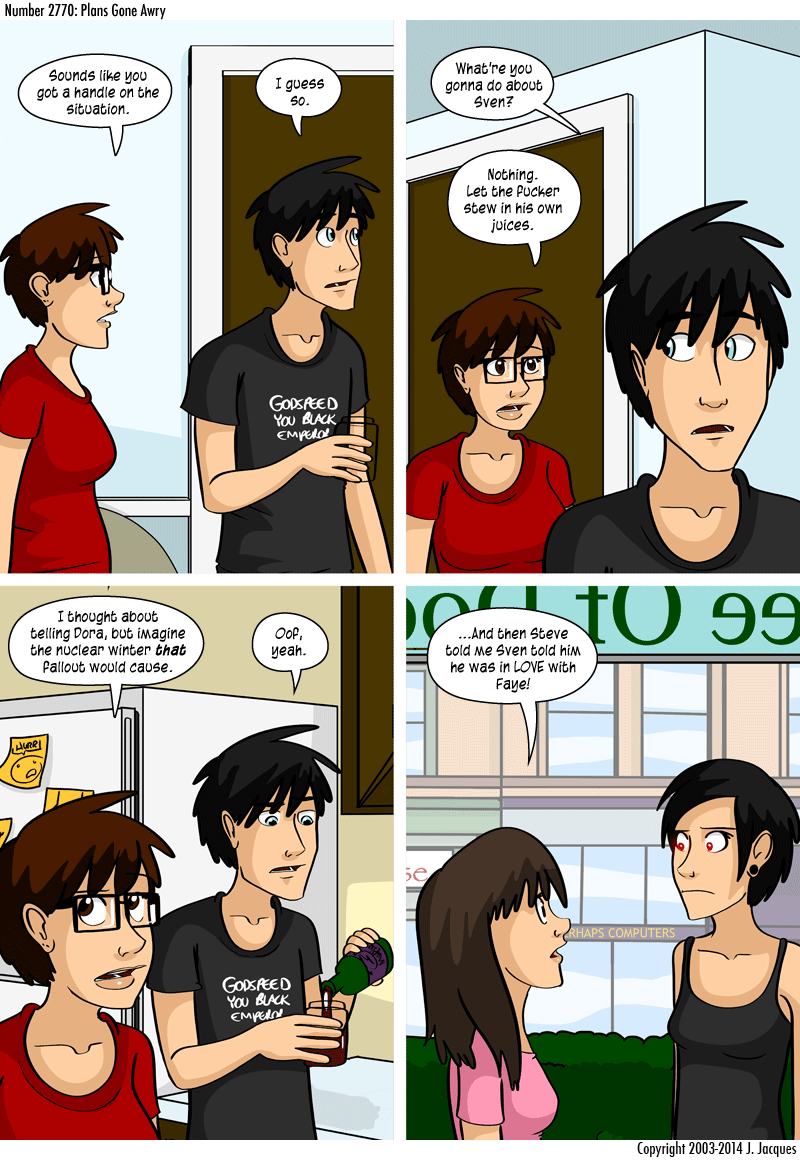 Number 2770: Plans Gone Awry
Sounds like you
got a handle on the
situation.
I guess
so.
GODSPEED
YOU BLACK
EMPEROR
What're you
gonna do about
Sven?
Nothing.
Let the fucker
stew in his own
juices.
I thought about
telling Dora, but imagine
the nuclear winter that
fallout would cause.
Oof,
yeah.
HURR
GODSPEED
YOU BLACK
EMPEROR
ee Of Doo
...And then Steve
told me Sven told him
he was in LOVE with
Faye!
se
RHAPS COMPUTERS
Copyright 2003-2014 J. Jacques